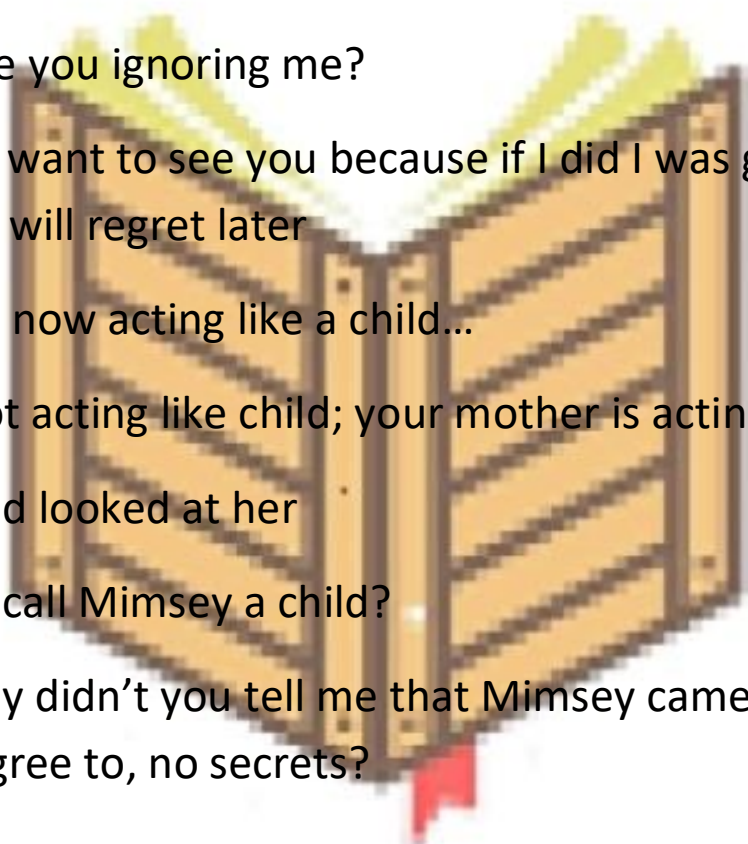 e you ignoring me?
want to see you because if I did I was g
will regret later
now acting like a child…
t acting like child; your mother is actin
d looked at her
call Mimsey a child?
y didn’t you tell me that Mimsey came
gree to, no secrets?